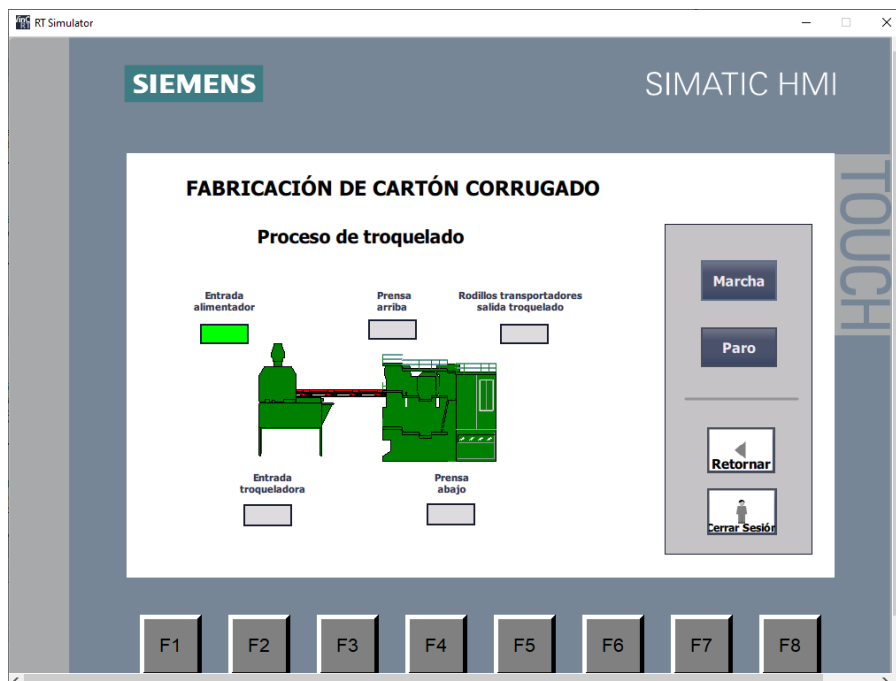 RT Simulator
SIEMENS
SIMATIC HMI
TOUCH
FABRICACIÓN DE CARTÓN CORRUGADO
Proceso de troquelado
Entrada
alimentador
Prensa
arriba
Rodillos transportadores
salida troquelado
Entrada
troqueladora
Prensa
abajo
Marcha
Paro
Retornar
Cerrar Sesión
F1
F2
F3
F4
F5
F6
F7
F8